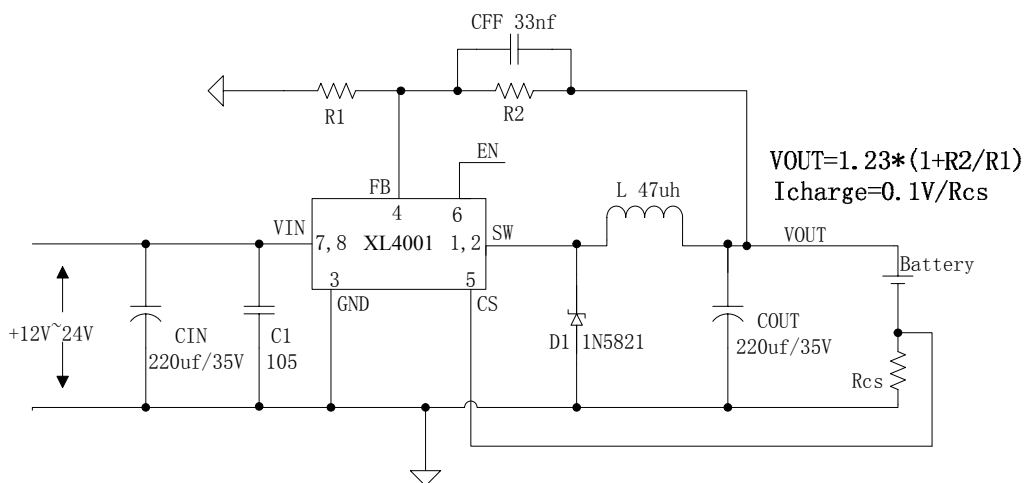 CFF 33nf
R1
R2
EN
VOUT=1.23*(1+R2/R1)
Icharge=0.1V/Rcs
FB
4
6
L 47uh
VIN
7,8
XL4001
1,2
SW
VOUT
3
5
GND
CS
Battery
+12V~24V
CIN
220uf/35V
C1
105
D1 1N5821
COUT
220uf/35V
Rcs